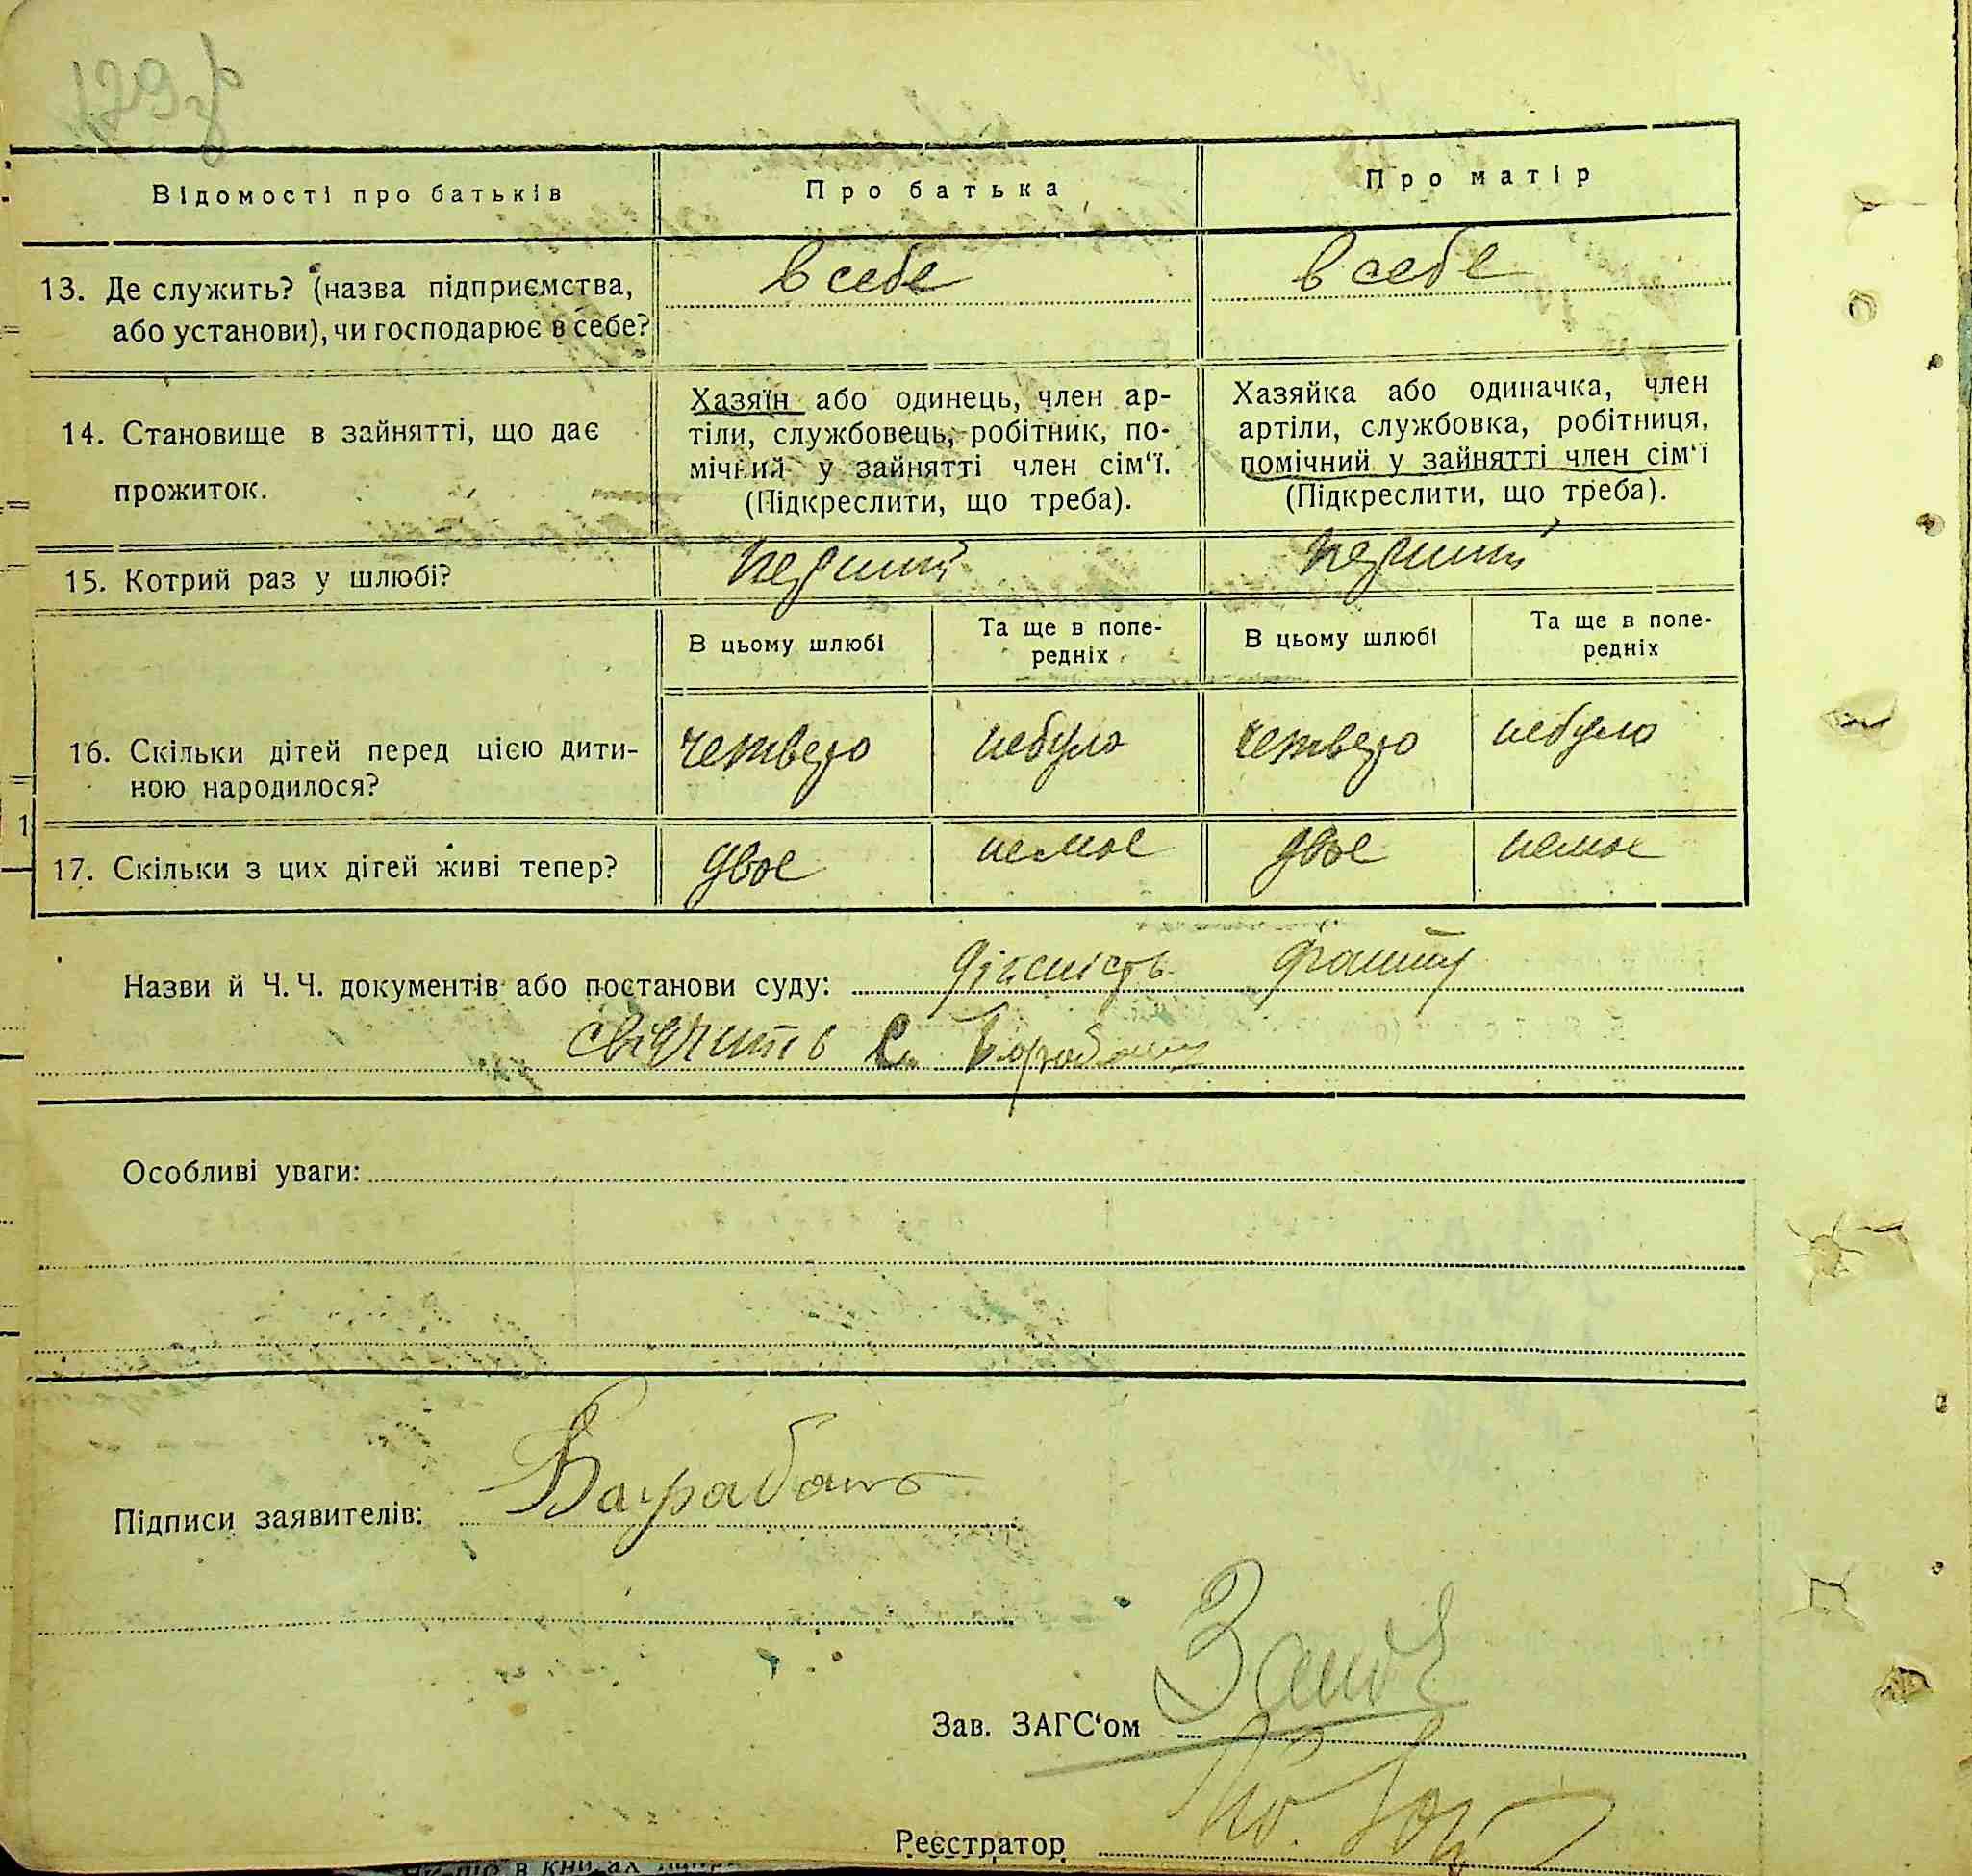 129 зв
Відомості про батьків
Про батька
Про матір
13. Де служить? (назва підприємства,
або установи), чи господарює в себе?
в себе
в себе
14. Становище в зайнятті, що дає
прожиток.
Хазяїн або одинець, член ар-
тіли, службовець, робітник, по-
мічний у зайнятті член сім‘ї.
(Підкреслити, що треба).
Хазяйка або одиначка, член
артіли, службовка, робітниця,
помічний у зайнятті член сім‘ї
(Підкреслити, що треба).
15. Котрий раз у шлюбі?
перший
перший
В цьому шлюбі
Та ще в попе-
редніх
В цьому шлюбі
Та ще в попе-
редніх
16. Скільки дітей перед цією дити-
ною народилося?
четверо
небуло
четверо
небуло
17. Скільки з цих дітей живі тепер?
двоє
немає
двоє
немає
Назви й Ч. Ч. документів або постанови суду: дійсність факту
свідчить
Особливі уваги:
Підписи заявителів: Барабаш
Зав. ЗАГС‘ом
Реєстратор